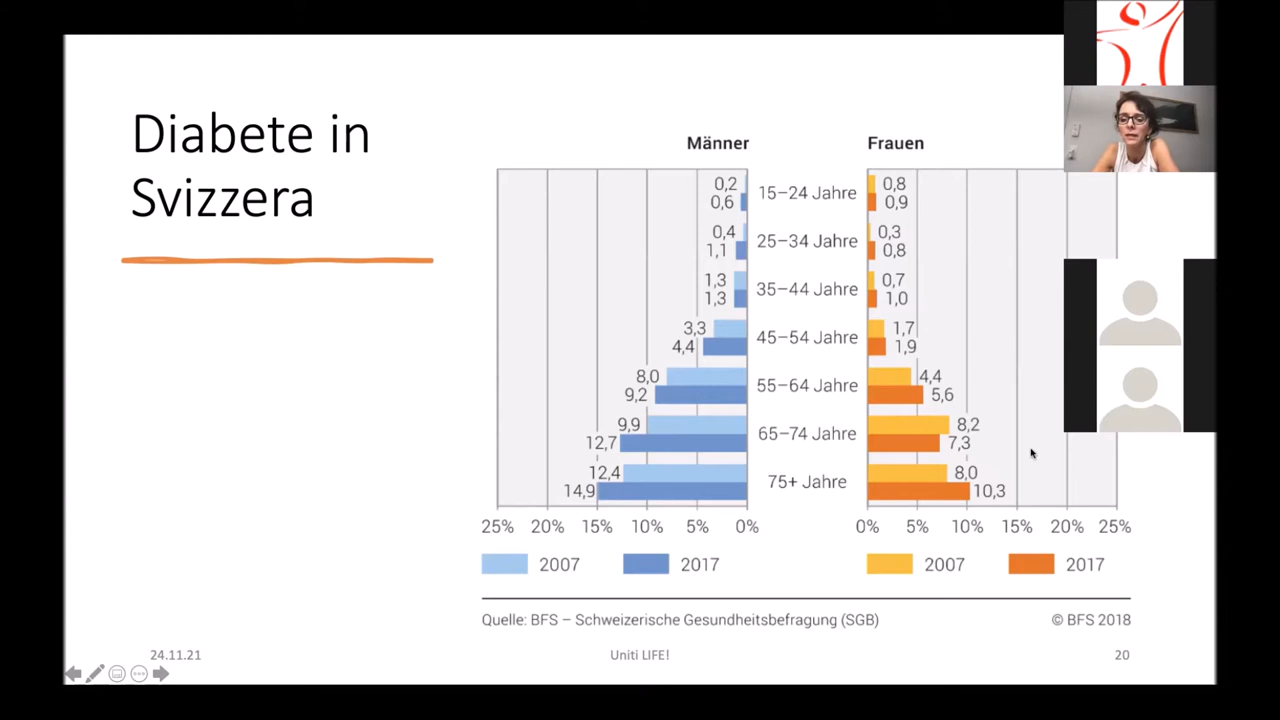 Diabete in
Svizzera
Männer
Frauen
0,2 15–24 Jahre 0,8
0,6 0,9
0,4 25–34 Jahre 0,3
1,1 0,8
1,3 35–44 Jahre 0,7
1,3 1,0
3,3 45–54 Jahre 1,7
4,4 1,9
8,0 55–64 Jahre 4,4
9,2 5,6
9,9 65–74 Jahre 8,2
12,7 7,3
12,4 75+ Jahre 8,0
14,9 10,3
25% 20% 15% 10% 5% 0% 0% 5% 10% 15% 20% 25%
2007 2017 2007 2017
Quelle: BFS – Schweizerische Gesundheitsbefragung (SGB) © BFS 2018
24.11.21 Uniti LIFE! 20